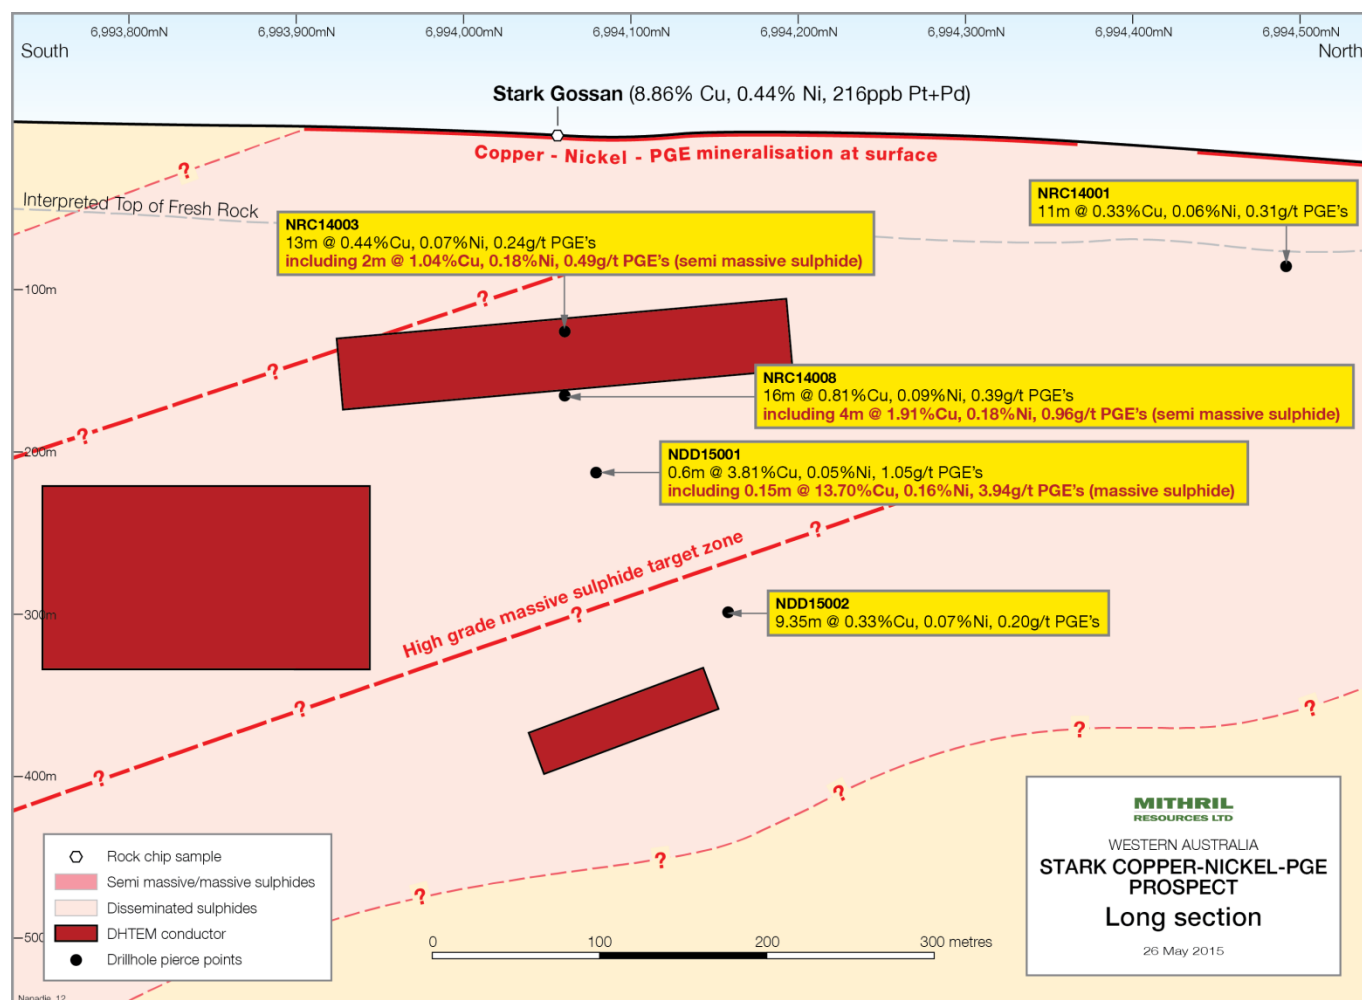 6,993,800mN 6,993,900mN 6,994,000mN 6,994,100mN 6,994,200mN 6,994,300mN 6,994,400mN 6,994,500mN
South North
Stark Gossan (8.86% Cu, 0.44% Ni, 216ppb Pt+Pd)
Copper - Nickel - PGE mineralisation at surface
?
Interpreted Top of Fresh Rock
NRC14001
11m @ 0.33%Cu, 0.06%Ni, 0.31g/t PGE's
NRC14003
13m @ 0.44%Cu, 0.07%Ni, 0.24g/t PGE's
including 2m @ 1.04%Cu, 0.18%Ni, 0.49g/t PGE's (semi massive sulphide)
100m
?
?
?
NRC14008
16m @ 0.81%Cu, 0.09%Ni, 0.39g/t PGE's
including 4m @ 1.91%Cu, 0.18%Ni, 0.96g/t PGE's (semi massive sulphide)
200m
NDD15001
0.6m @ 3.81%Cu, 0.05%Ni, 1.05g/t PGE's
including 0.15m @ 13.70%Cu, 0.16%Ni, 3.94g/t PGE's (massive sulphide)
High grade massive sulphide target zone
?
?
?
?
300m
NDD15002
9.35m @ 0.33%Cu, 0.07%Ni, 0.20g/t PGE's
400m
?
?
?
?
?
500
Rock chip sample
Semi massive/massive sulphides
Disseminated sulphides
DHTEM conductor
Drillhole pierce points
0 100 200 300 metres
MITHRIL
RESOURCES LTD
WESTERN AUSTRALIA
STARK COPPER-NICKEL-PGE
PROSPECT
Long section
26 May 2015